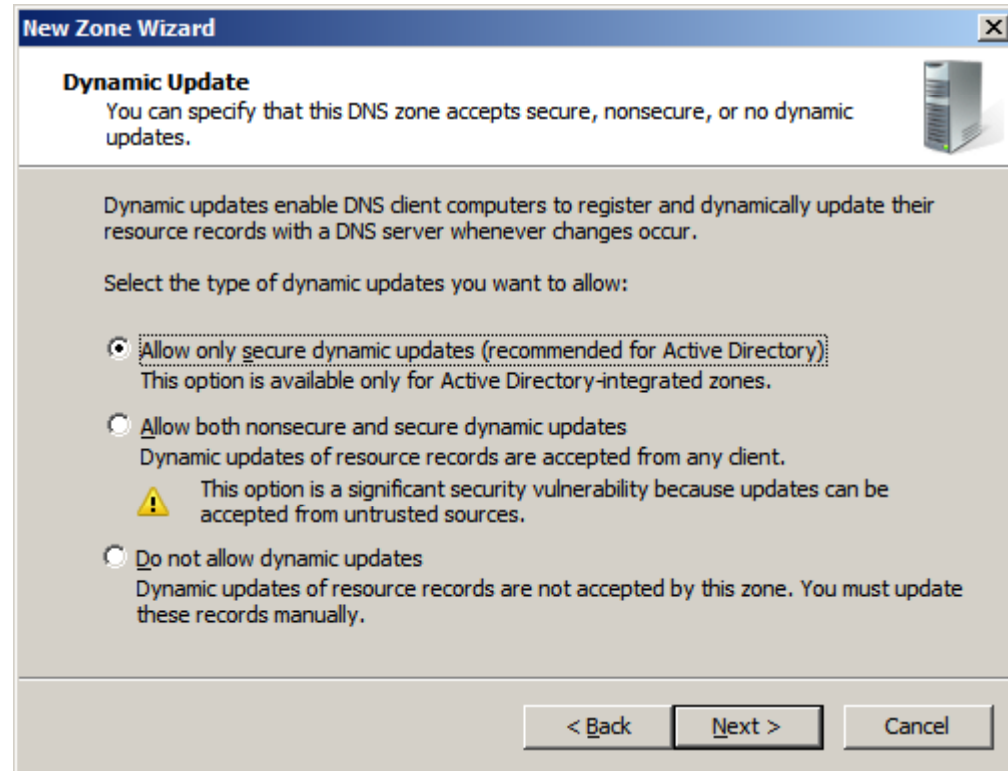 New Zone Wizard
Dynamic Update
You can specify that this DNS zone accepts secure, nonsecure, or no dynamic
updates.
Dynamic updates enable DNS client computers to register and dynamically update their
resource records with a DNS server whenever changes occur.
Select the type of dynamic updates you want to allow:
Allow only secure dynamic updates (recommended for Active Directory)
This option is available only for Active Directory-integrated zones.
Allow both nonsecure and secure dynamic updates
Dynamic updates of resource records are accepted from any client.
This option is a significant security vulnerability because updates can be
accepted from untrusted sources.
Do not allow dynamic updates
Dynamic updates of resource records are not accepted by this zone. You must update
these records manually.
< Back Next > Cancel